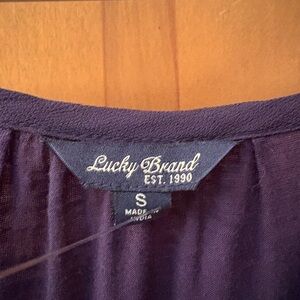 Lucky Brand
EST. 1990
S
MADE IN
INDIA